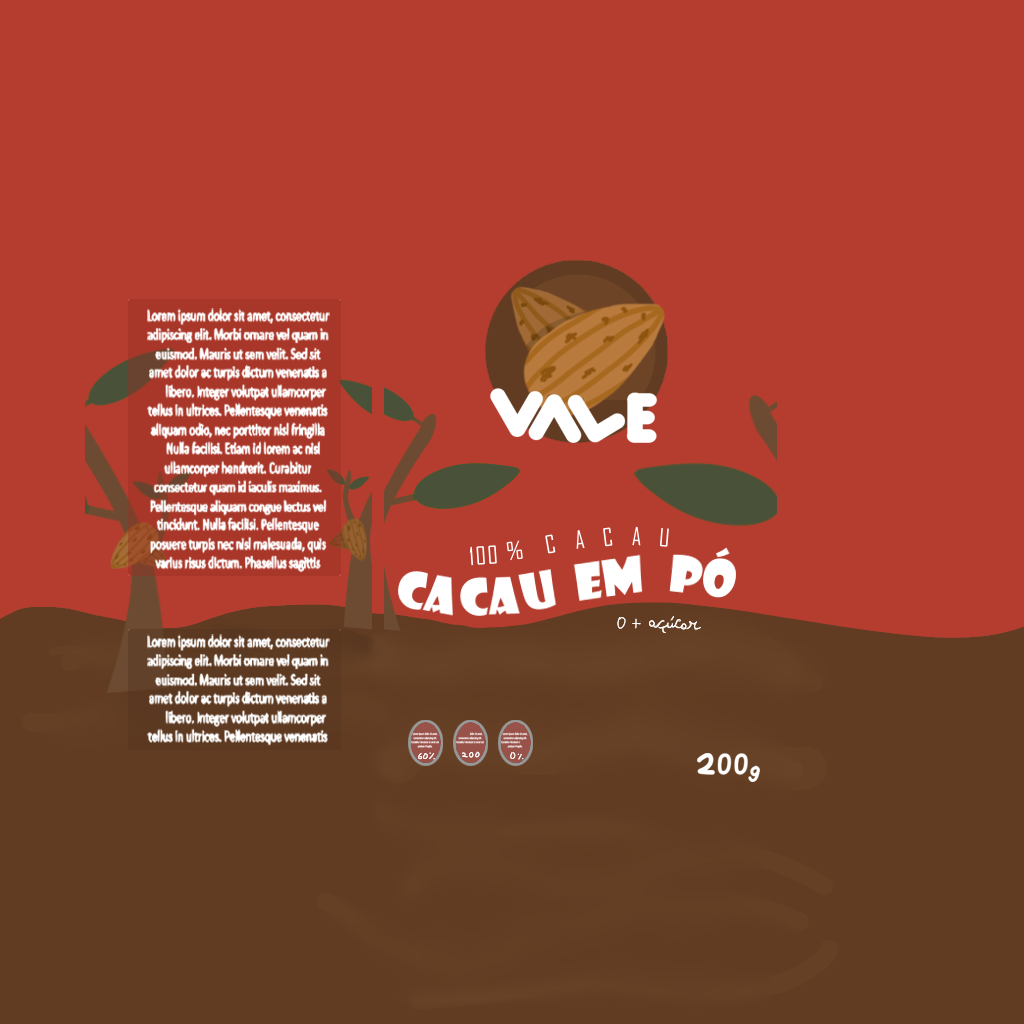 Lorem ipsum dolor sit amet, consectetur
adipiscing elit. Morbi ornare vel quam in
euismod. Mauris ut sem velit. Sed sit
amet dolor ac turpis dictum venenatis a
libero. Integer volutpat ullamcorper
tellus in ultrices. Pellentesque venenatis
aliquam odio, nec porttitor nisl fringilla
Nulla facilisi. Etiam id lorem ac nisl
ullamcorper hendrerit. Curabitur
consectetur quam id iaculis maximus.
Pellentesque aliquam congue lectus vel
tincidunt. Nulla facilisi. Pellentesque
posuere turpis nec nisl malesuada, quis
varius risus dictum. Phasellus sagittis
Lorem ipsum dolor sit amet, consectetur
adipiscing elit. Morbi ornare vel quam in
euismod. Mauris ut sem velit. Sed sit
amet dolor ac turpis dictum venenatis a
libero. Integer volutpat ullamcorper
tellus in ultrices. Pellentesque venenatis
VALE
100% CACAU
CACAU EM PÓ
0 + açúcar
60%
200
0%
200g